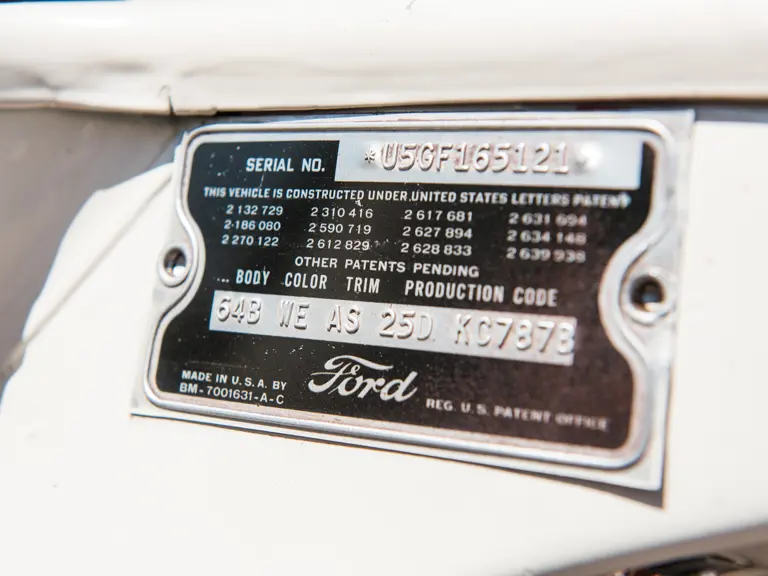 SERIAL NO. *U5GF165121*
THIS VEHICLE IS CONSTRUCTED UNDER UNITED STATES LETTERS PATENT
2 132 729 2 310 416 2 617 681 2 631 694
2 186 080 2 590 719 2 627 894 2 634 148
2 270 122 2 612 829 2 628 833 2 639 938
OTHER PATENTS PENDING
BODY COLOR TRIM PRODUCTION CODE
64B WE AS 25D KC7873
MADE IN U.S.A. BY
BM-7001631-A-C
Ford
REG. U.S. PATENT OFFICE